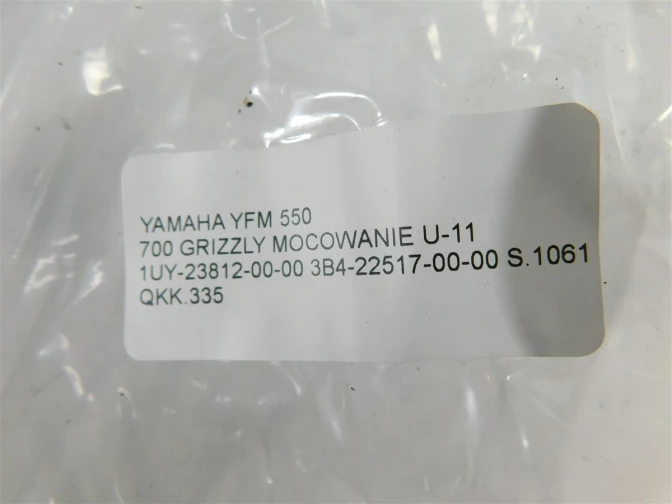 YAMAHA YFM 550
700 GRIZZLY MOCOWANIE U-11
1UY-23812-00-00 3B4-22517-00-00 S.1061
QKK.335